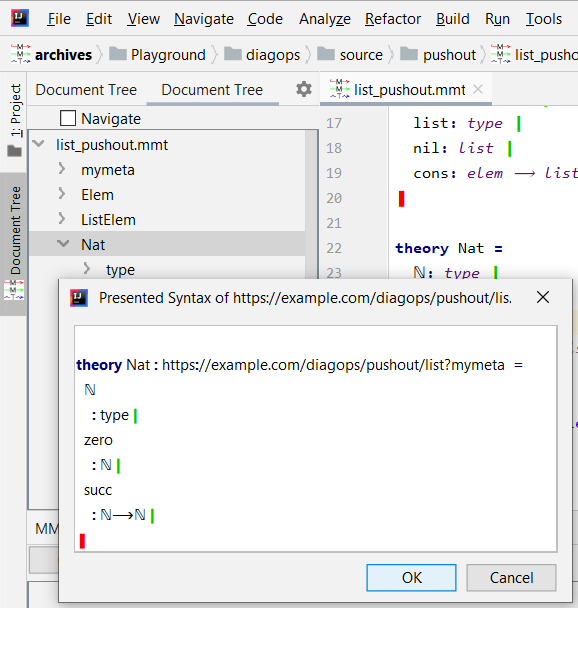 File Edit View Navigate Code Analyze Refactor Build Run Tools
archives Playground diagops source pushout list_pusho
1: Project
Document Tree
Document Tree Document Tree list_pushout.mmt
Navigate
list_pushout.mmt
mymeta
Elem
ListElem
Nat
type
17 list: type
18 nil: list
19 cons: elem ⟶ list
20
21
22 theory Nat =
23 ℕ: type
Presented Syntax of https://example.com/diagops/pushout/lis.
theory Nat : https://example.com/diagops/pushout/list?mymeta =
ℕ
: type
zero
: ℕ
succ
: ℕ⟶ℕ
OK Cancel
MM